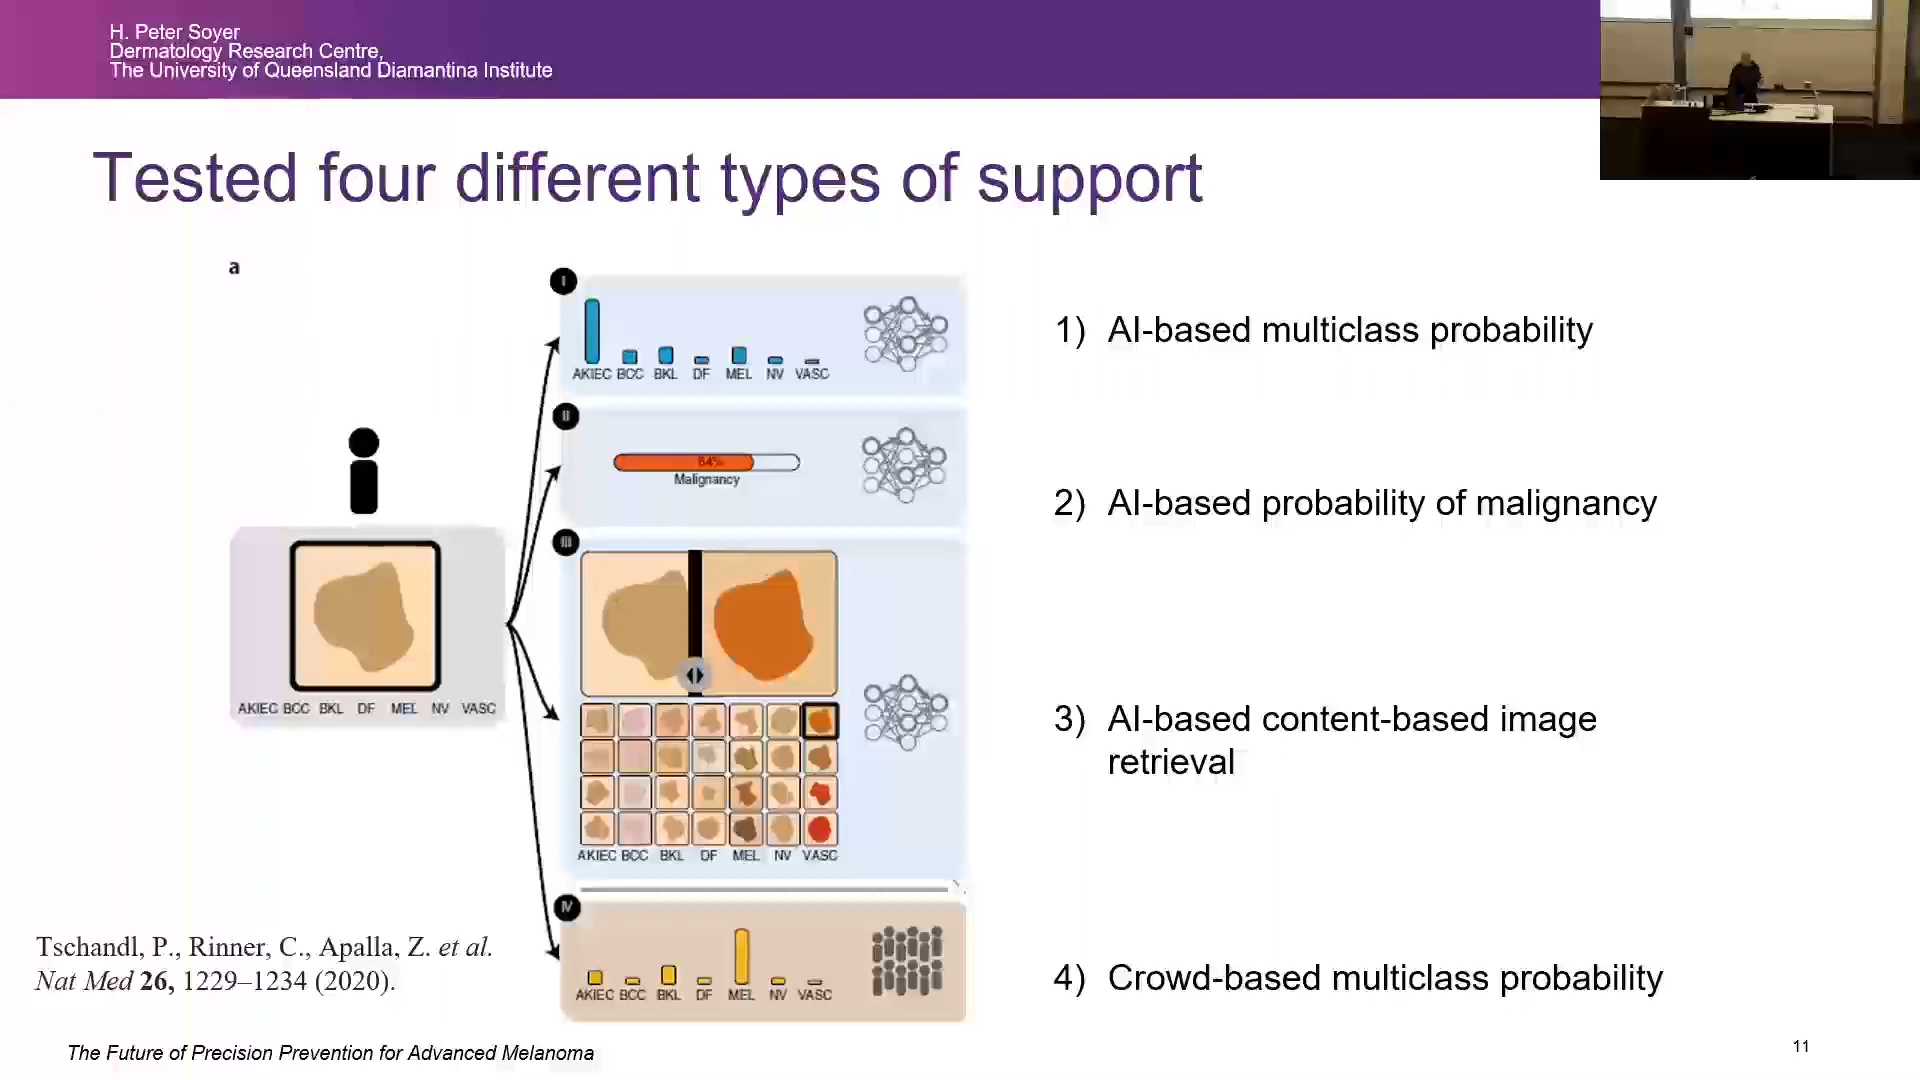 H. Peter Soyer
Dermatology Research Centre,
The University of Queensland Diamantina Institute
Tested four different types of support
a
I
AKIEC BCC BKL DF MEL NV VASC
II
64%
Malignancy
III
AKIEC BCC BKL DF MEL NV VASC
AKIEC BCC BKL DF MEL NV VASC
IV
AKIEC BCC BKL DF MEL NV VASC
1) AI-based multiclass probability
2) AI-based probability of malignancy
3) AI-based content-based image
retrieval
4) Crowd-based multiclass probability
Tschandl, P., Rinner, C., Apalla, Z. et al.
Nat Med 26, 1229–1234 (2020).
The Future of Precision Prevention for Advanced Melanoma
11